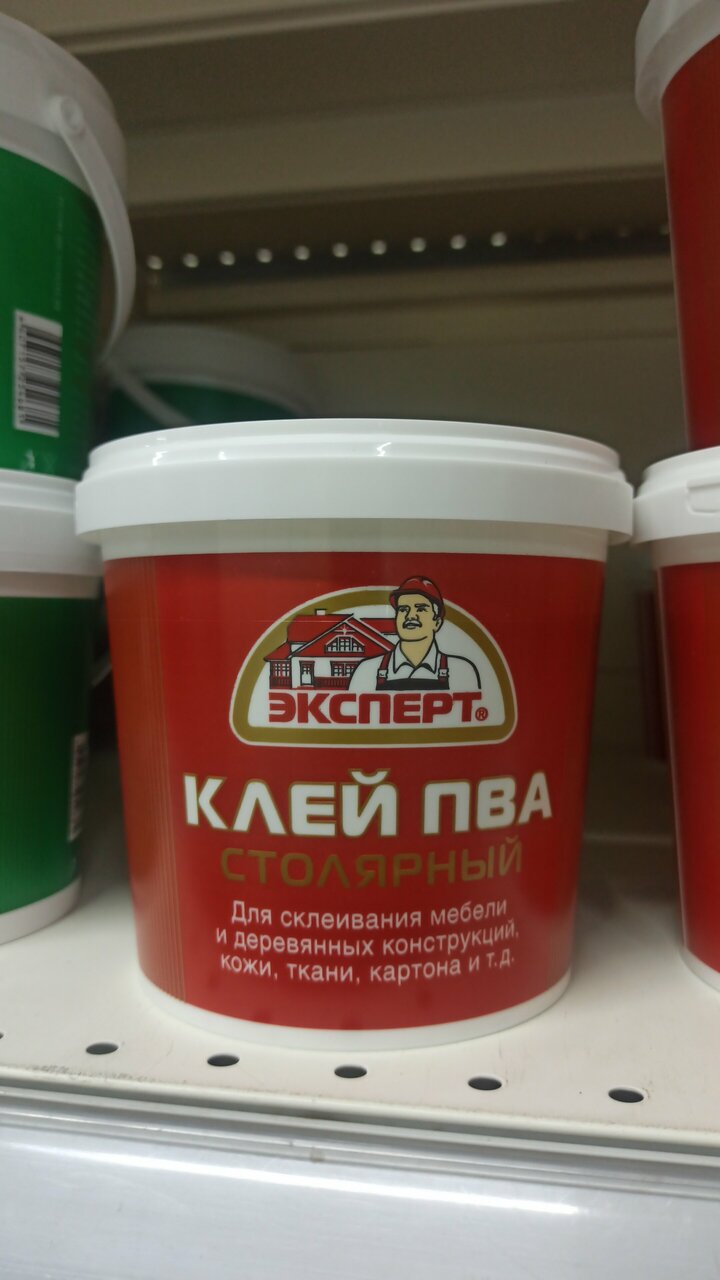 ЭКСПЕРТ®
КЛЕЙ ПВА
СТОЛЯРНЫЙ
Для склеивания мебели
и деревянных конструкций,
кожи, ткани, картона и т.д.